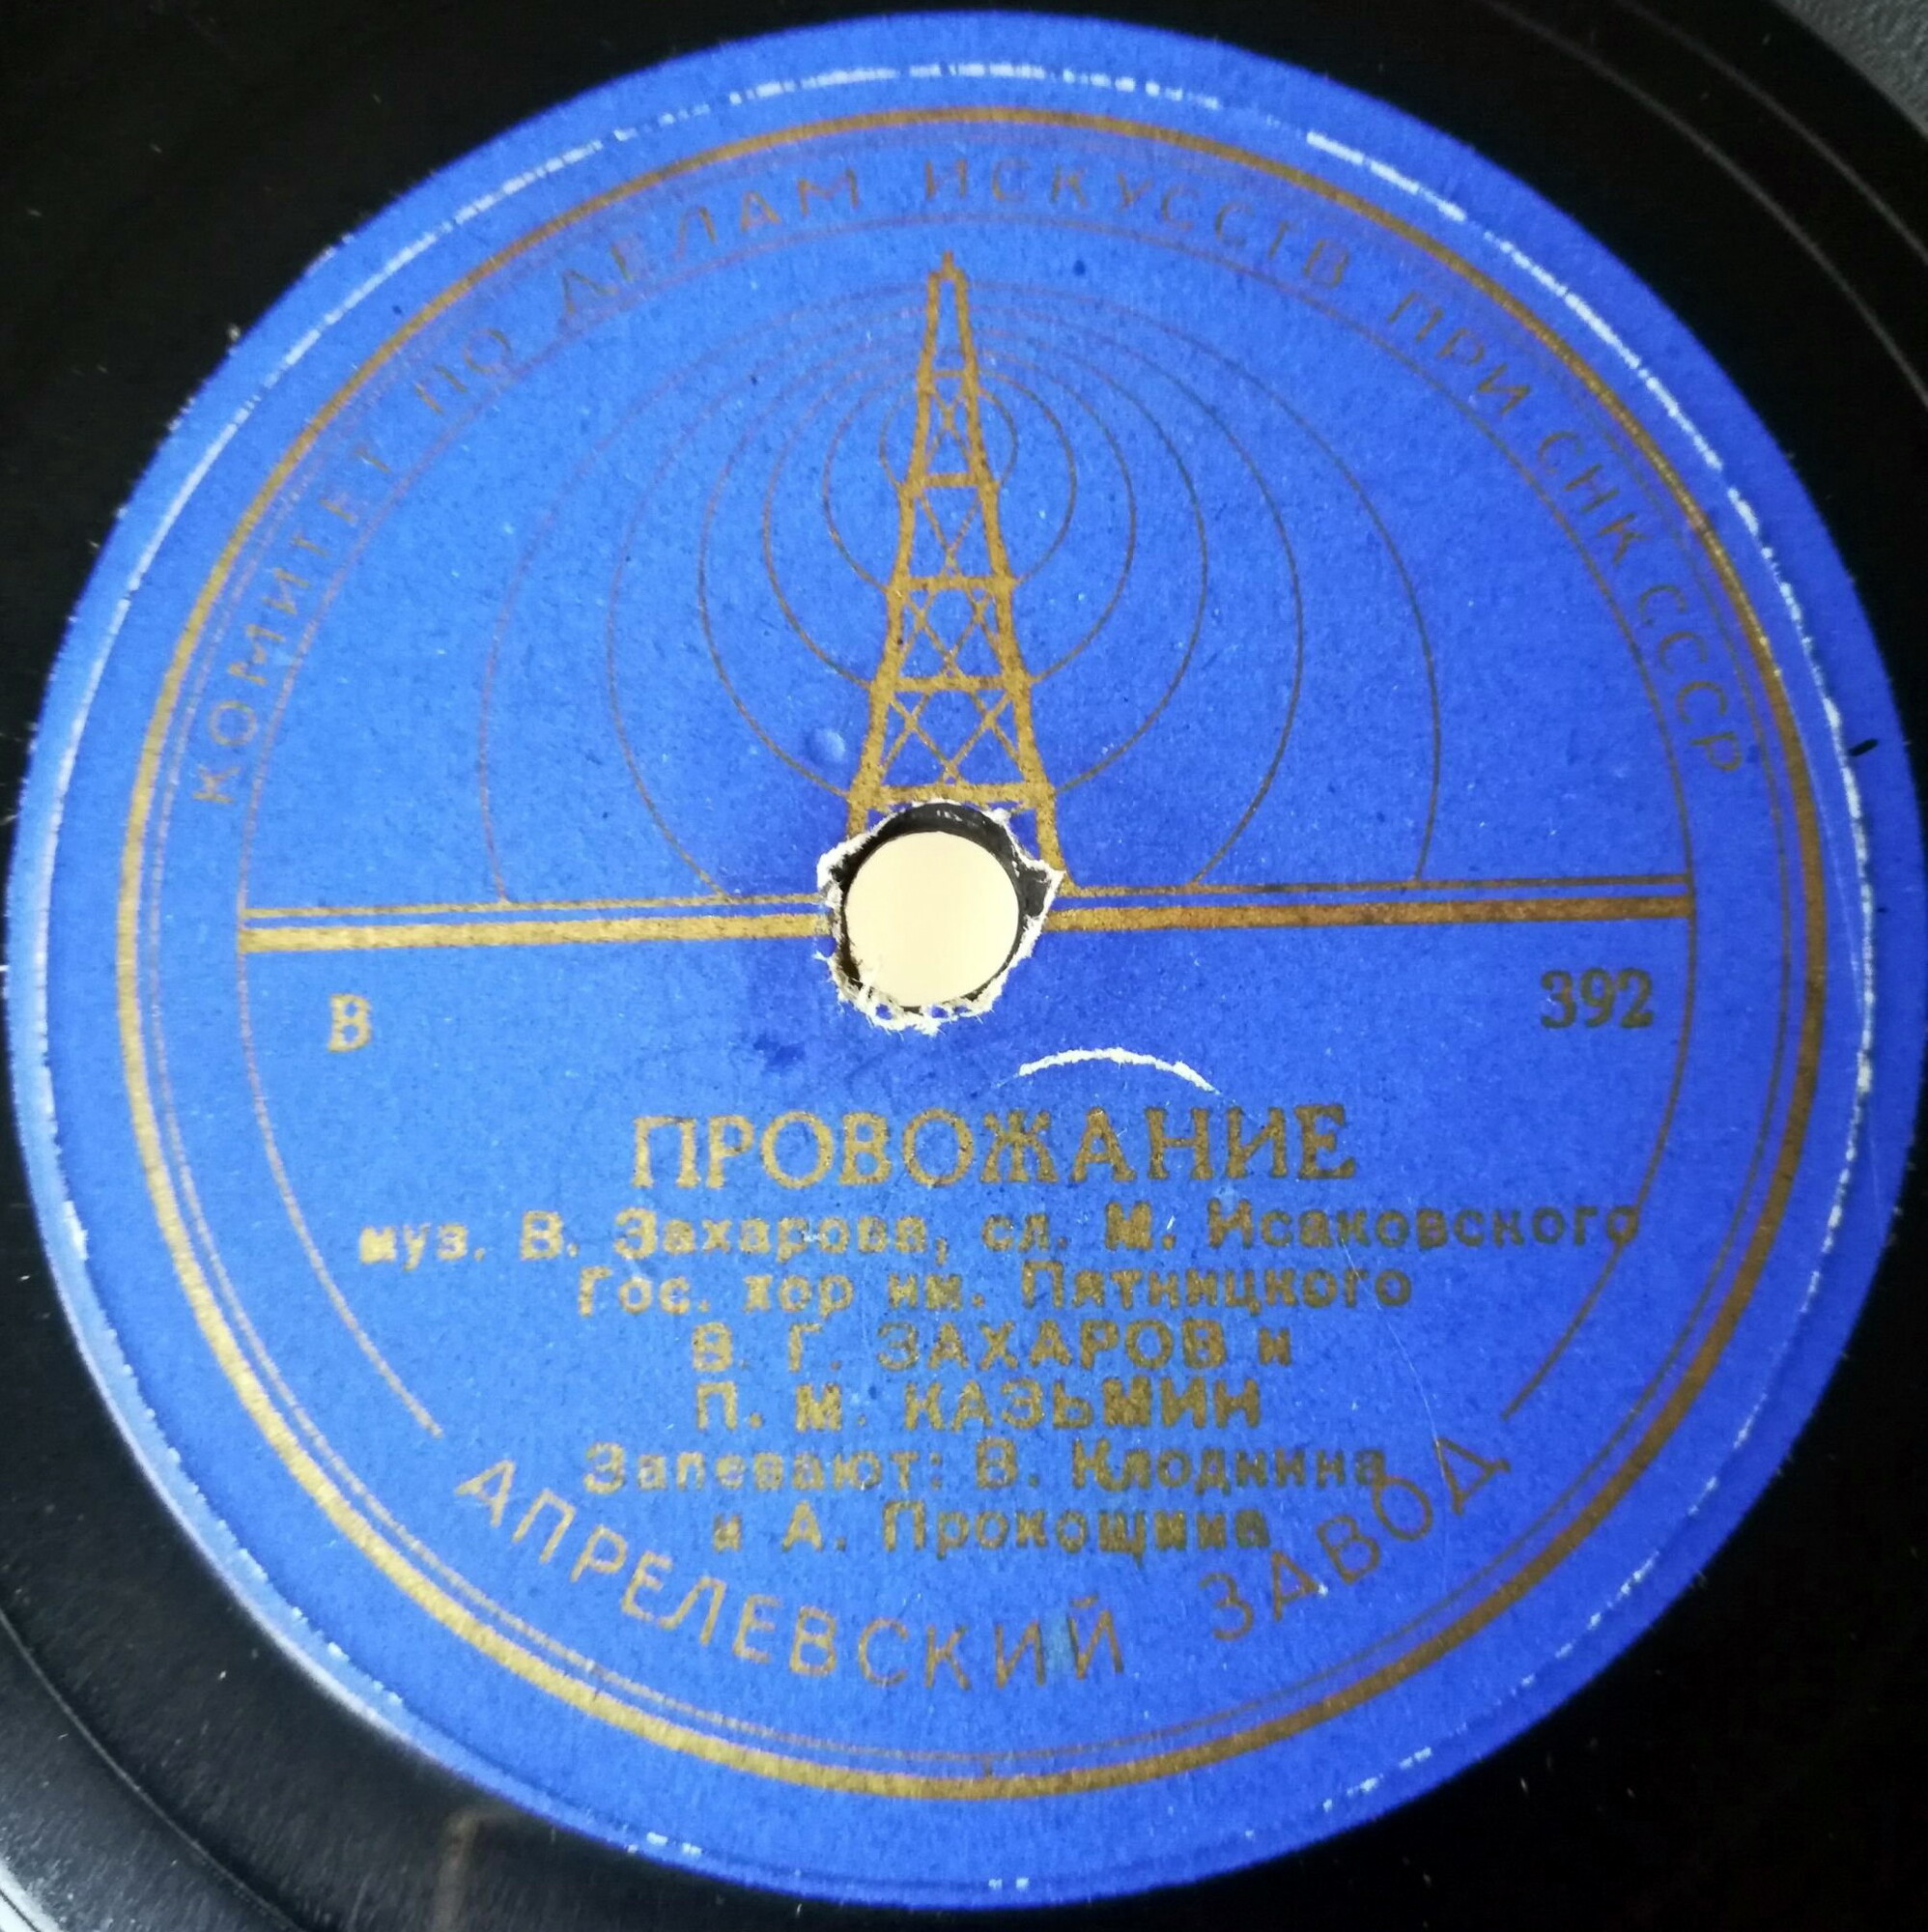 КОМИТЕТ ПО ДЕЛАМ ИСКУССТВ ПРИ СНК СССР
В 392
ПРОВОЖАНИЕ
муз. В. Захарова, сл. М. Исаковского
Гос. хор им. Пятницкого
В. Г. ЗАХАРОВ и
П. М. КАЗЬМИН
Запевают: В. Клоднина
и А. Прокошина
АПРЕЛЕВСКИЙ ЗАВОД